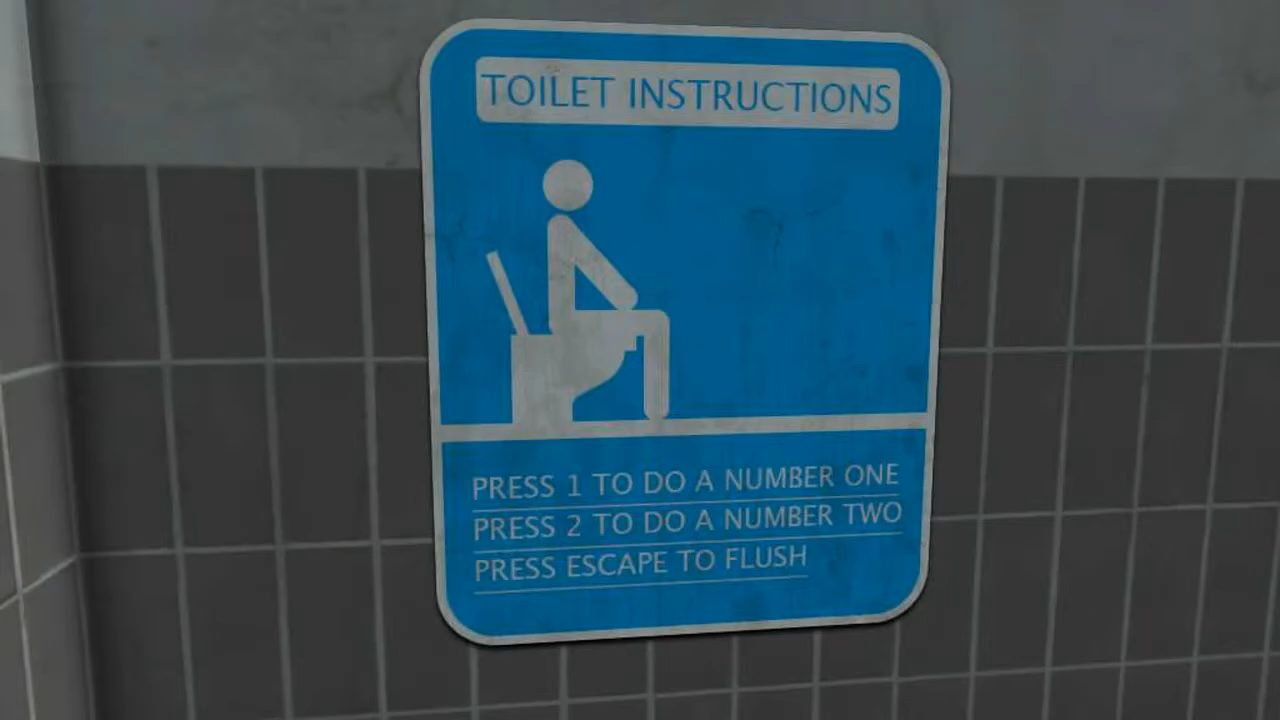 TOILET INSTRUCTIONS
PRESS 1 TO DO A NUMBER ONE
PRESS 2 TO DO A NUMBER TWO
PRESS ESCAPE TO FLUSH